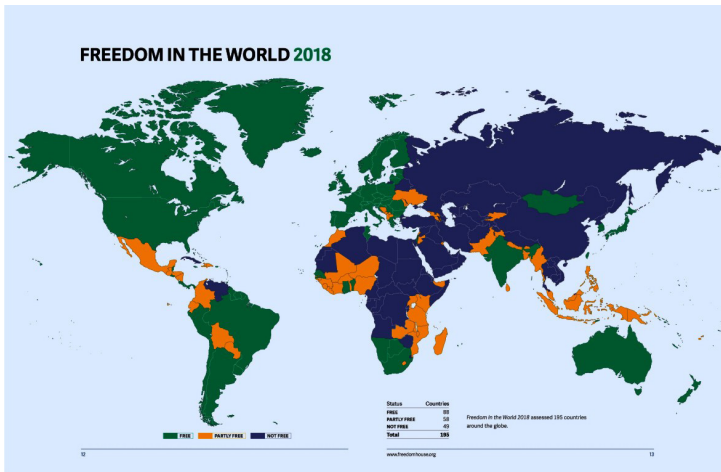 FREEDOM IN THE WORLD 2018
Status Countries
FREE 88
PARTLY FREE 58
NOT FREE 49
Total 195
Freedom in the World 2018 assessed 195 countries
around the globe.
FREE PARTLY FREE NOT FREE
12
www.freedomhouse.org
13